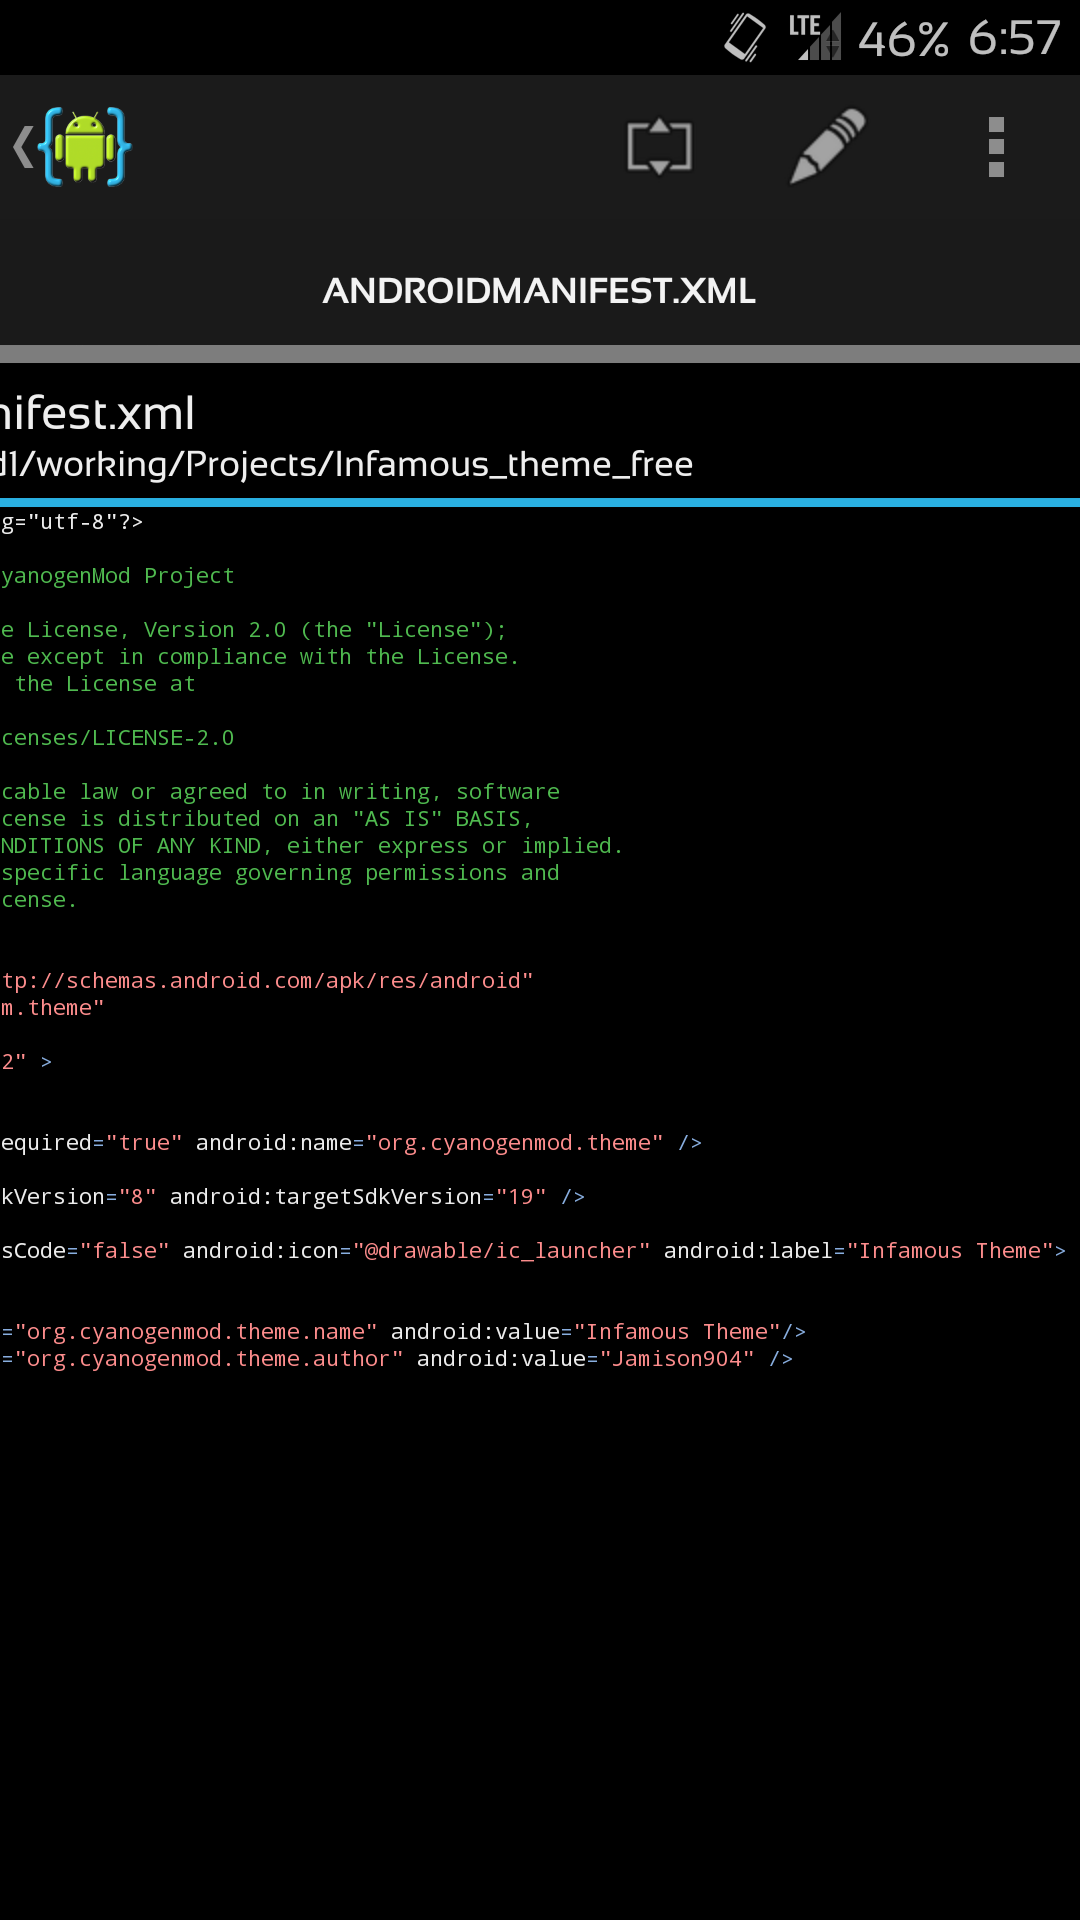 LTE 46% 6:57
ANDROIDMANIFEST.XML
nifest.xml
d1/working/Projects/Infamous_theme_free
g="utf-8"?>
yanogenMod Project
e License, Version 2.0 (the "License");
e except in compliance with the License.
the License at
censes/LICENSE-2.0
cable law or agreed to in writing, software
cense is distributed on an "AS IS" BASIS,
NDITIONS OF ANY KIND, either express or implied.
specific language governing permissions and
cense.
tp://schemas.android.com/apk/res/android"
m.theme"
2" >
equired="true" android:name="org.cyanogenmod.theme" />
kVersion="8" android:targetSdkVersion="19" />
sCode="false" android:icon="@drawable/ic_launcher" android:label="Infamous Theme">
="org.cyanogenmod.theme.name" android:value="Infamous Theme"/>
="org.cyanogenmod.theme.author" android:value="Jamison904" />